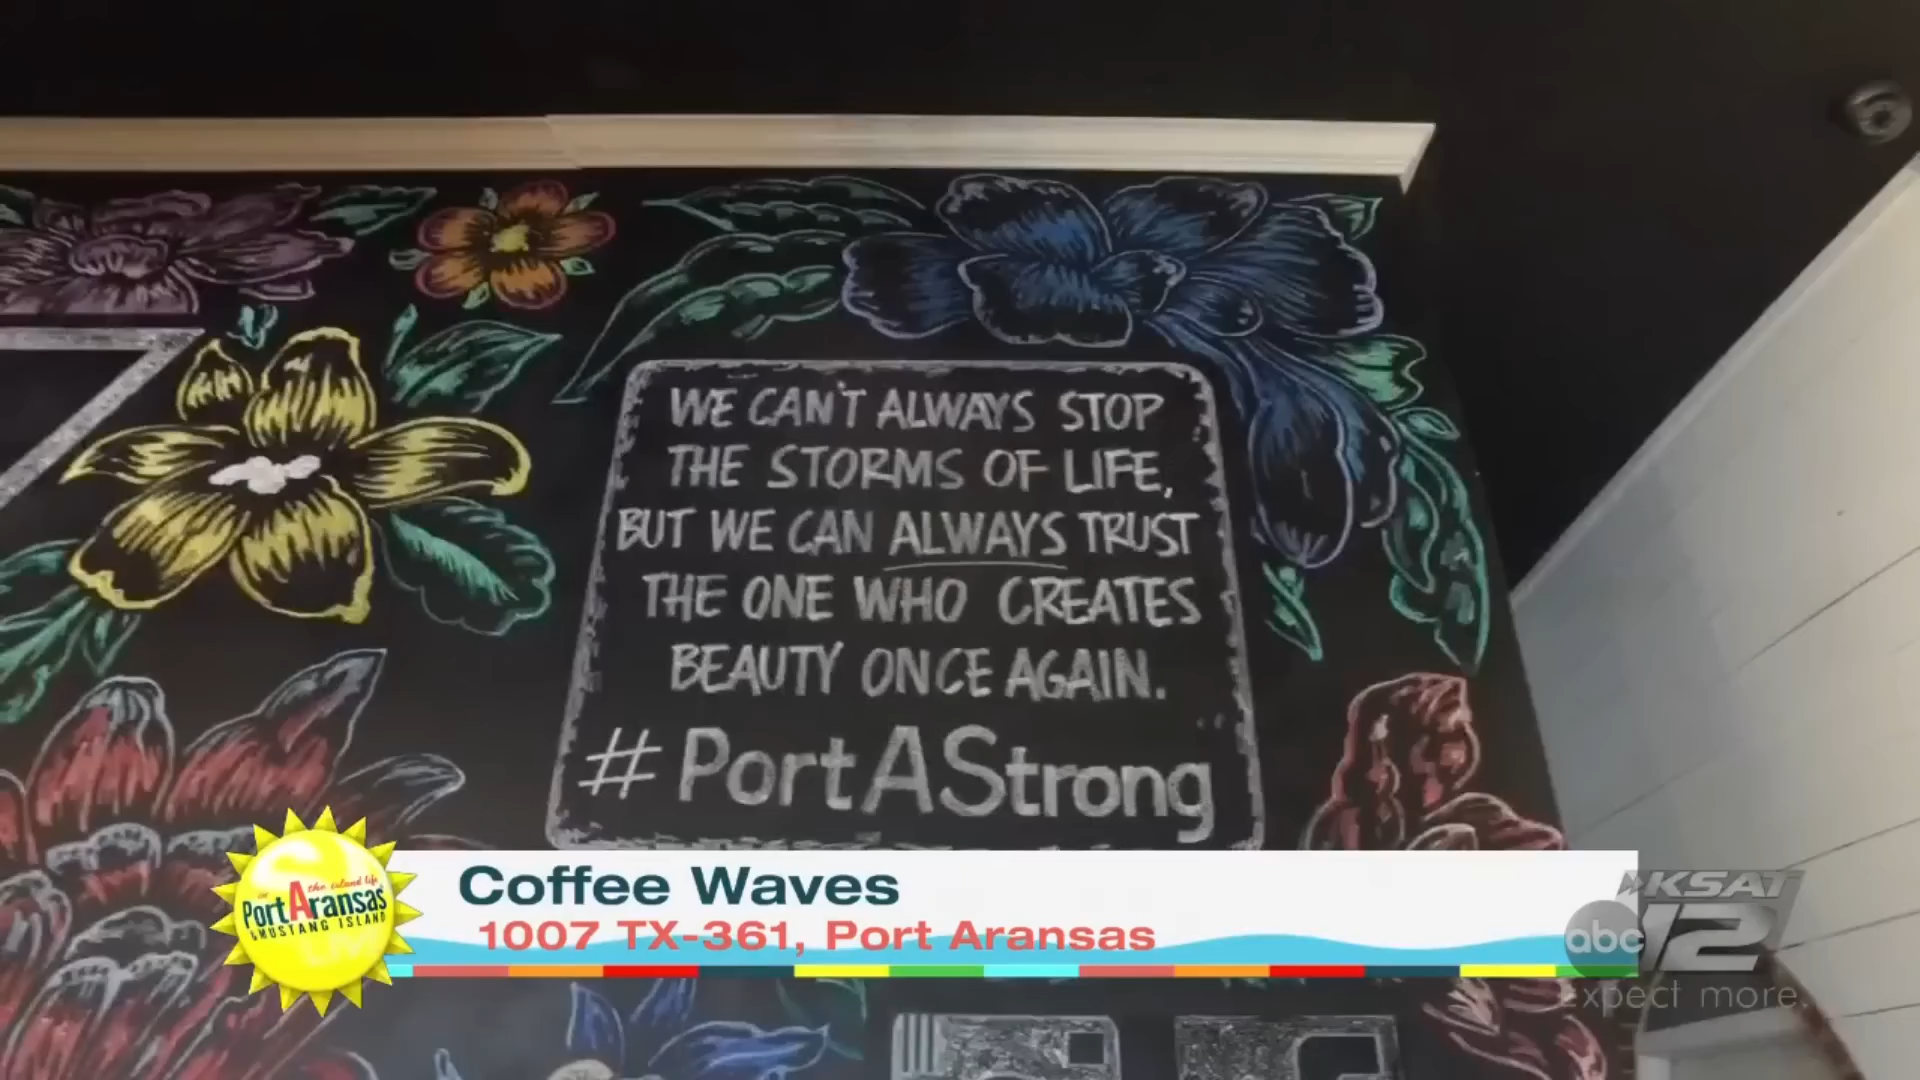 WE CAN'T ALWAYS STOP
THE STORMS OF LIFE,
BUT WE CAN ALWAYS TRUST
THE ONE WHO CREATES
BEAUTY ONCE AGAIN.
#PortAStrong
Coffee Waves
1007 TX-361, Port Aransas
in
the island life
Port Aransas
& MUSTANG ISLAND
LIVE
KSAT
abc 12
Expect more.